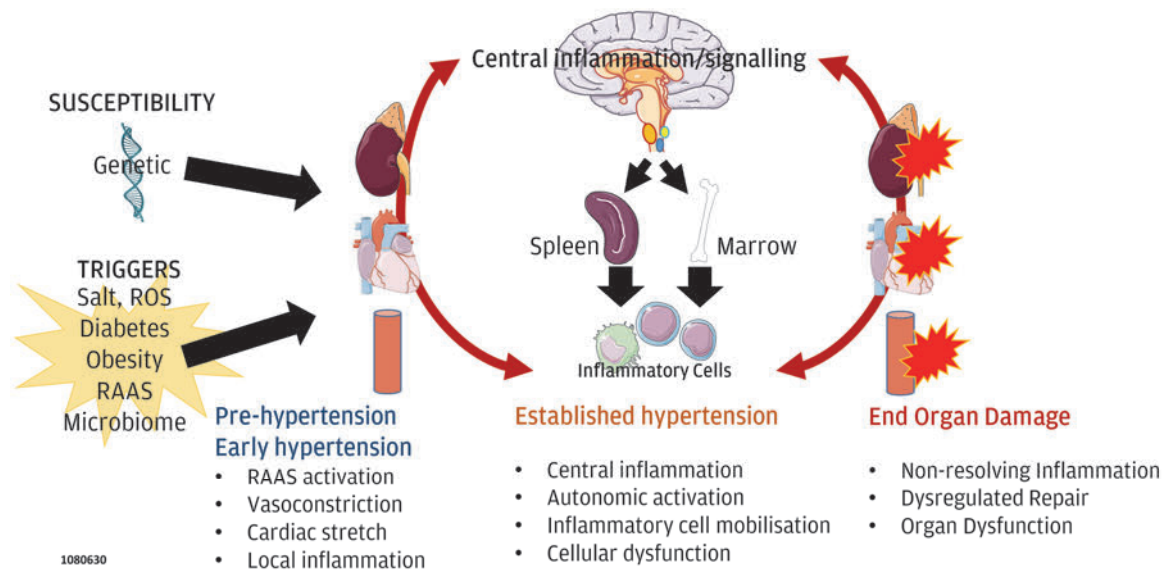 Central inflammation/signalling
SUSCEPTIBILITY
Genetic
TRIGGERS
Salt, ROS
Diabetes
Obesity
RAAS
Microbiome
Spleen
Marrow
Inflammatory Cells
Pre-hypertension
Early hypertension
• RAAS activation
• Vasoconstriction
• Cardiac stretch
• Local inflammation
Established hypertension
• Central inflammation
• Autonomic activation
• Inflammatory cell mobilisation
• Cellular dysfunction
End Organ Damage
• Non-resolving Inflammation
• Dysregulated Repair
• Organ Dysfunction
1080630